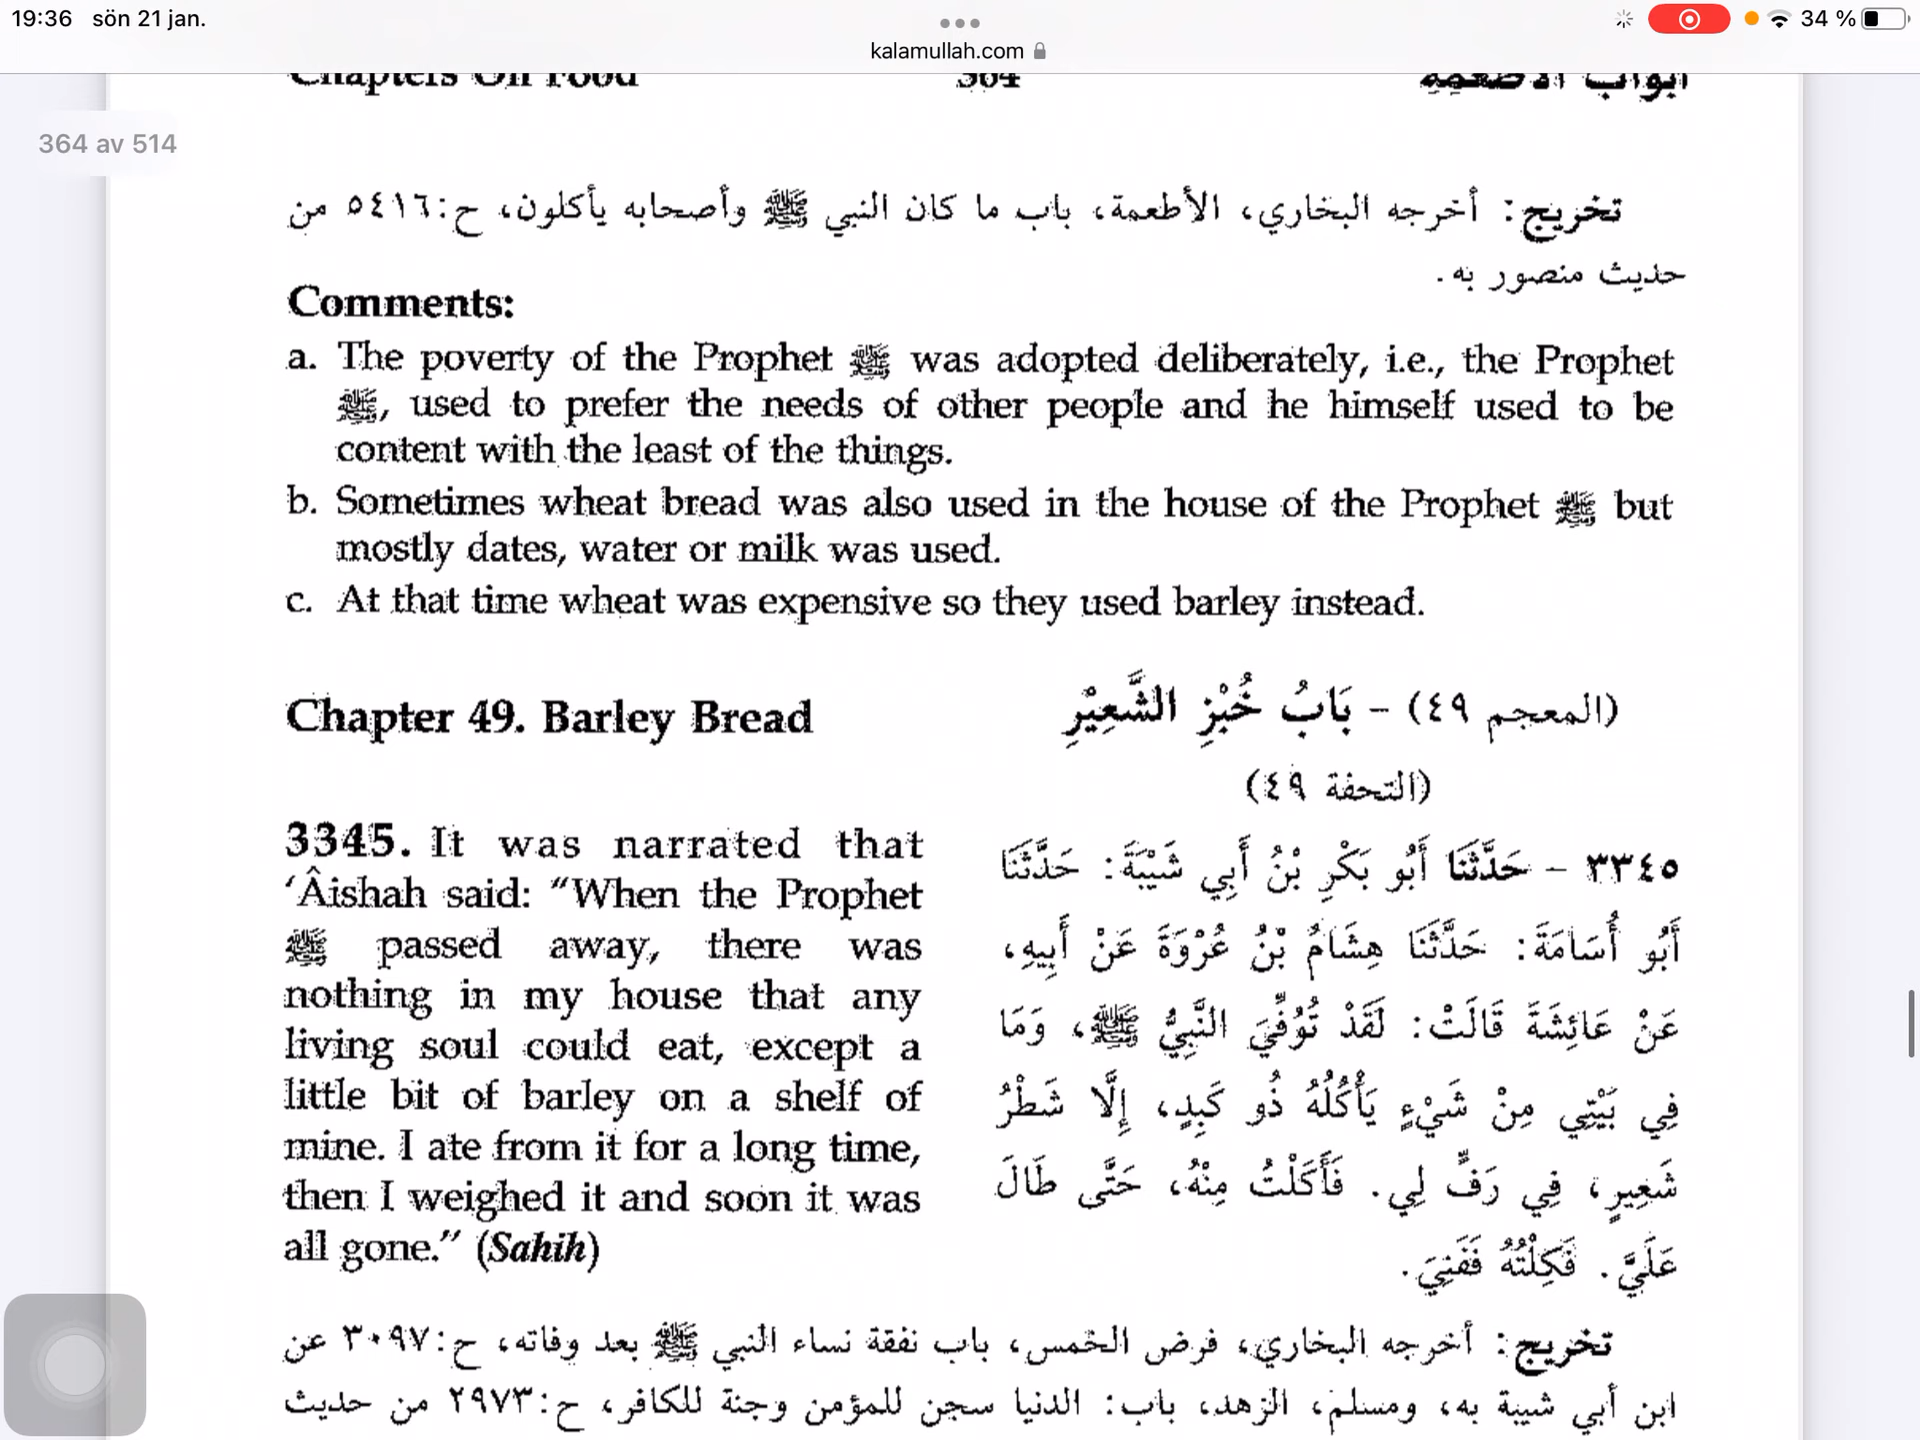 19:36 sön 21 jan.
34 %
kalamullah.com
Chapters On Food 364 أبواب الأطعمة
364 av 514
تخريج: أخرجه البخاري، الأطعمة، باب ما كان النبي ﷺ وأصحابه يأكلون، ح:٥٤١٦ من
حديث منصور به.
Comments:
a. The poverty of the Prophet ﷺ was adopted deliberately, i.e., the Prophet
ﷺ, used to prefer the needs of other people and he himself used to be
content with the least of the things.
b. Sometimes wheat bread was also used in the house of the Prophet ﷺ but
mostly dates, water or milk was used.
c. At that time wheat was expensive so they used barley instead.
Chapter 49. Barley Bread
(المعجم ٤٩) - بَابُ خُبْزِ الشَّعِيْرِ
(التحفة ٤٩)
3345. It was narrated that
‘Âishah said: “When the Prophet
ﷺ passed away, there was
nothing in my house that any
living soul could eat, except a
little bit of barley on a shelf of
mine. I ate from it for a long time,
then I weighed it and soon it was
all gone.” (Sahih)
٣٣٤٥ - حَدَّثَنَا أَبُو بَكْرِ بْنُ أَبِي شَيْبَةَ: حَدَّثَنَا
أَبُو أُسَامَةَ: حَدَّثَنَا هِشَامُ بْنُ عُرْوَةَ عَنْ أَبِيهِ،
عَنْ عَائِشَةَ قَالَتْ: لَقَدْ تُوُفِّيَ النَّبِيُّ ﷺ، وَمَا
فِي بَيْتِي مِنْ شَيْءٍ يَأْكُلُهُ ذُو كَبِدٍ، إِلَّا شَطْرُ
شَعِيرٍ، فِي رَفٍّ لِي. فَأَكَلْتُ مِنْهُ، حَتَّى طَالَ
عَلَيَّ. فَكِلْتُهُ فَفَنِيَ.
تخريج: أخرجه البخاري، فرض الخمس، باب نفقة نساء النبي ﷺ بعد وفاته، ح:٣٠٩٧ عن
ابن أبي شيبة به، ومسلم، الزهد، باب: الدنيا سجن للمؤمن وجنة للكافر، ح:٢٩٧٣ من حديث